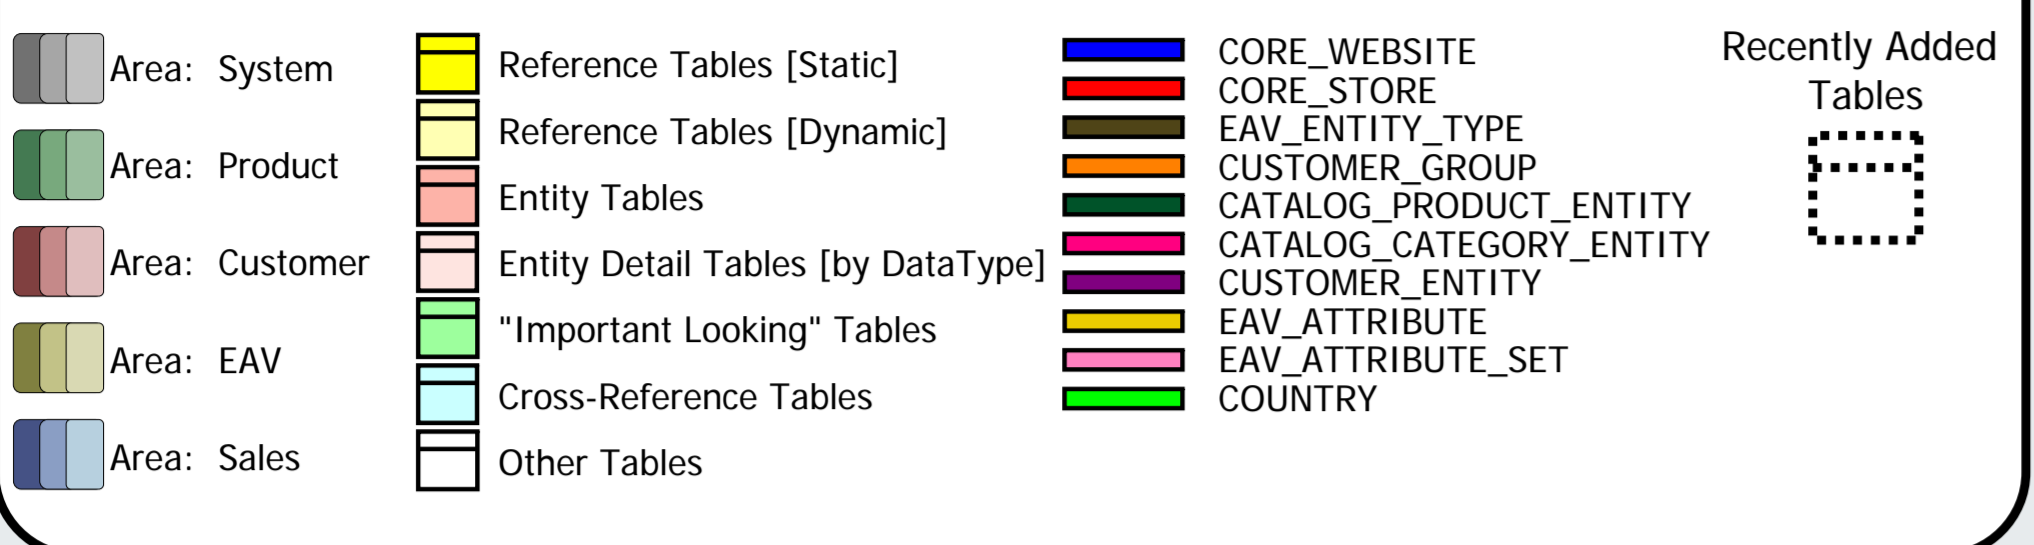 Area: System
Area: Product
Area: Customer
Area: EAV
Area: Sales
Reference Tables [Static]
Reference Tables [Dynamic]
Entity Tables
Entity Detail Tables [by DataType]
"Important Looking" Tables
Cross-Reference Tables
Other Tables
CORE_WEBSITE
CORE_STORE
EAV_ENTITY_TYPE
CUSTOMER_GROUP
CATALOG_PRODUCT_ENTITY
CATALOG_CATEGORY_ENTITY
CUSTOMER_ENTITY
EAV_ATTRIBUTE
EAV_ATTRIBUTE_SET
COUNTRY
Recently Added
Tables